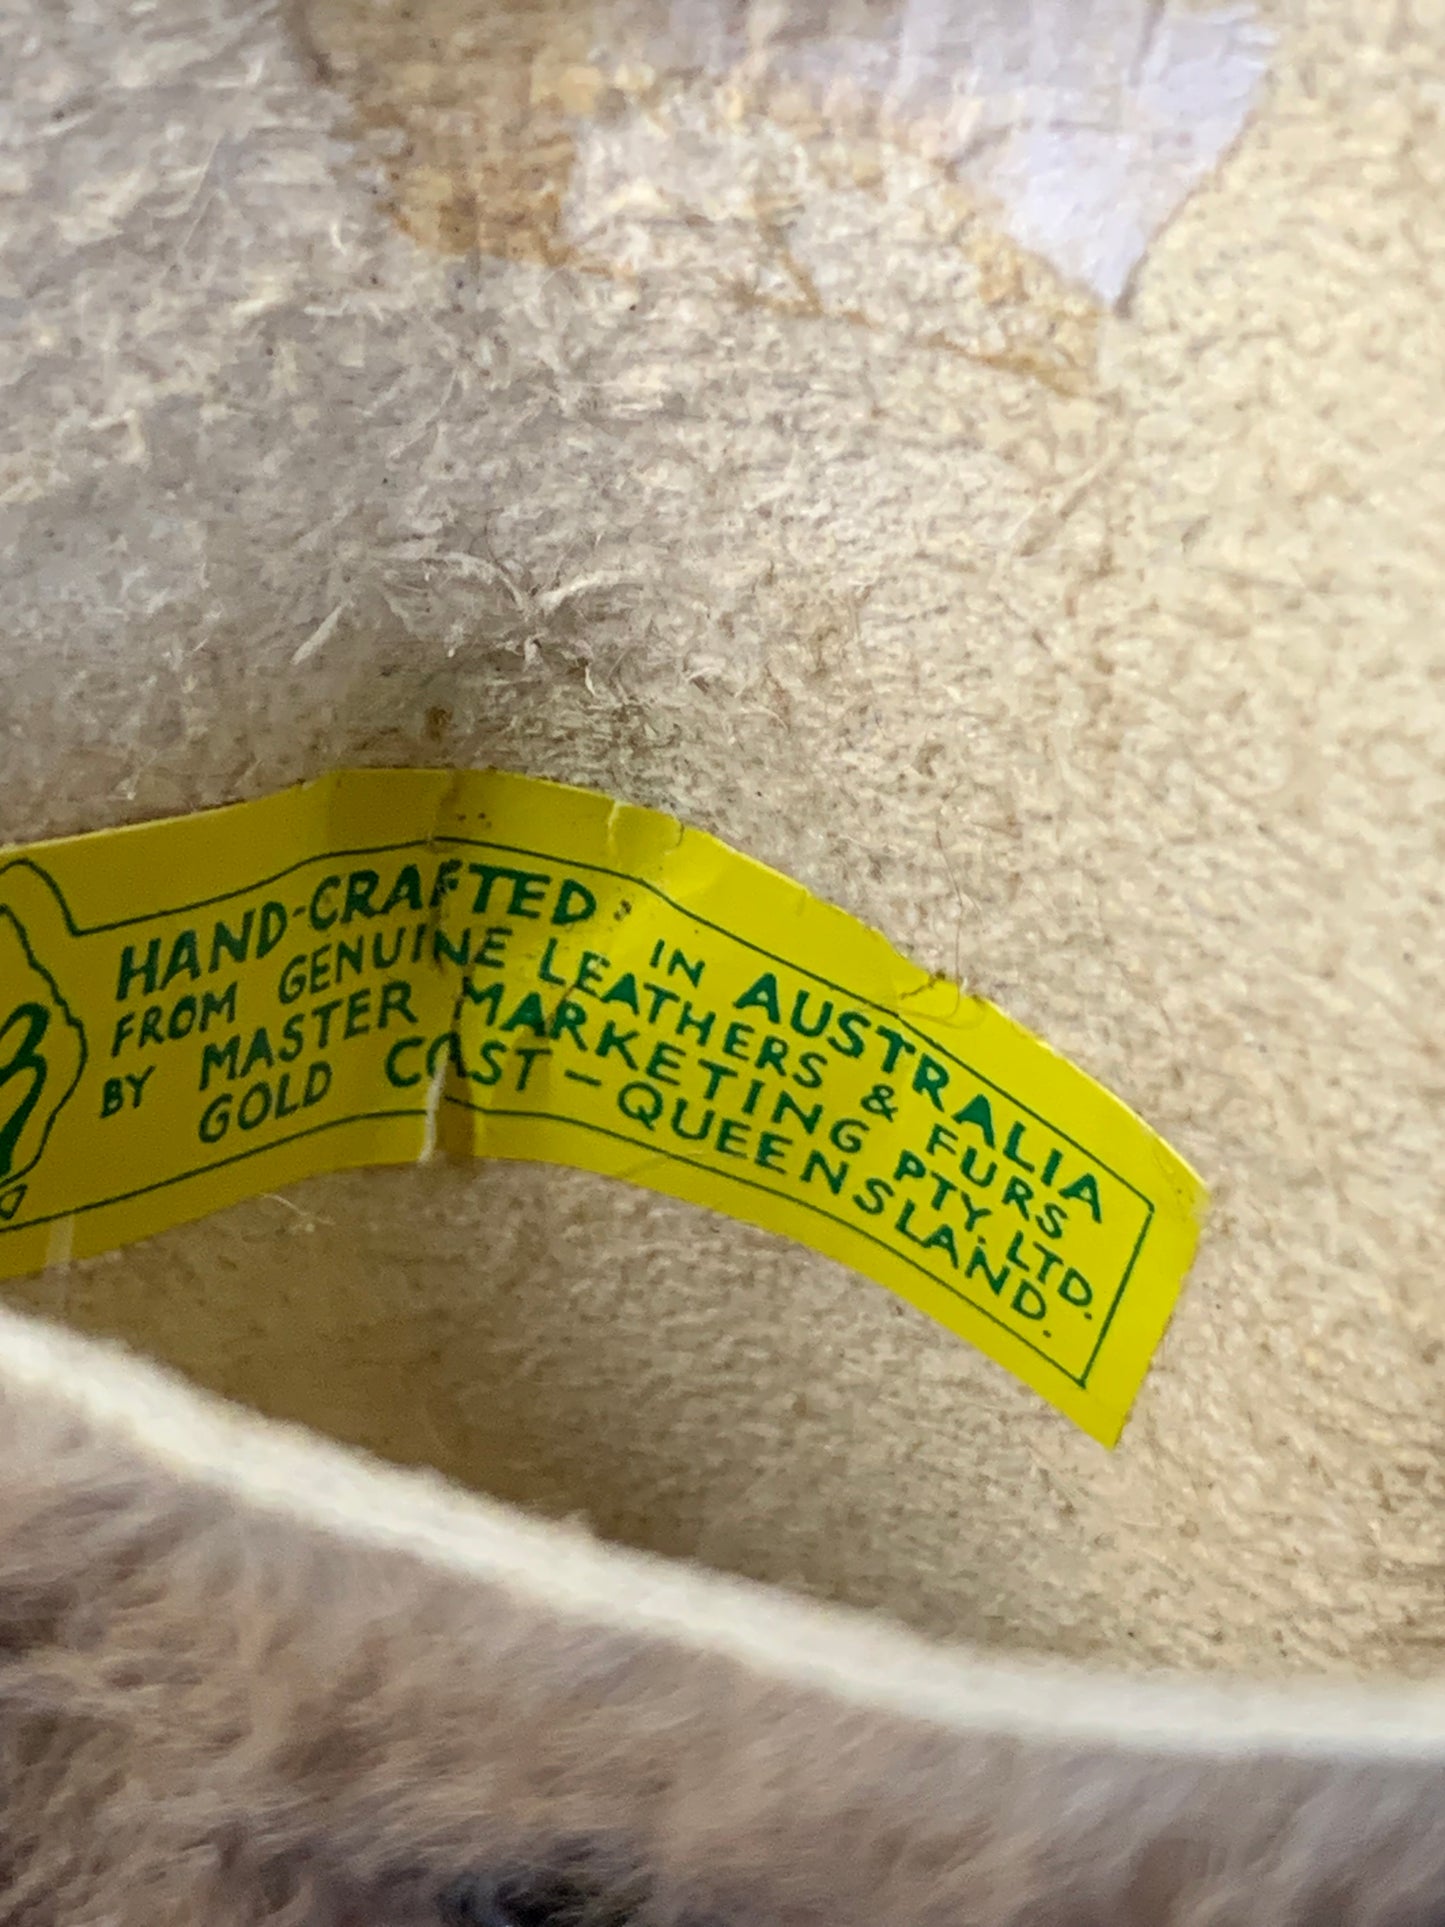 HAND-CRAFTED IN AUSTRALIA
FROM GENUINE LEATHERS & FURS
BY MASTER MARKETING PTY. LTD.
GOLD COAST - QUEENSLAND.